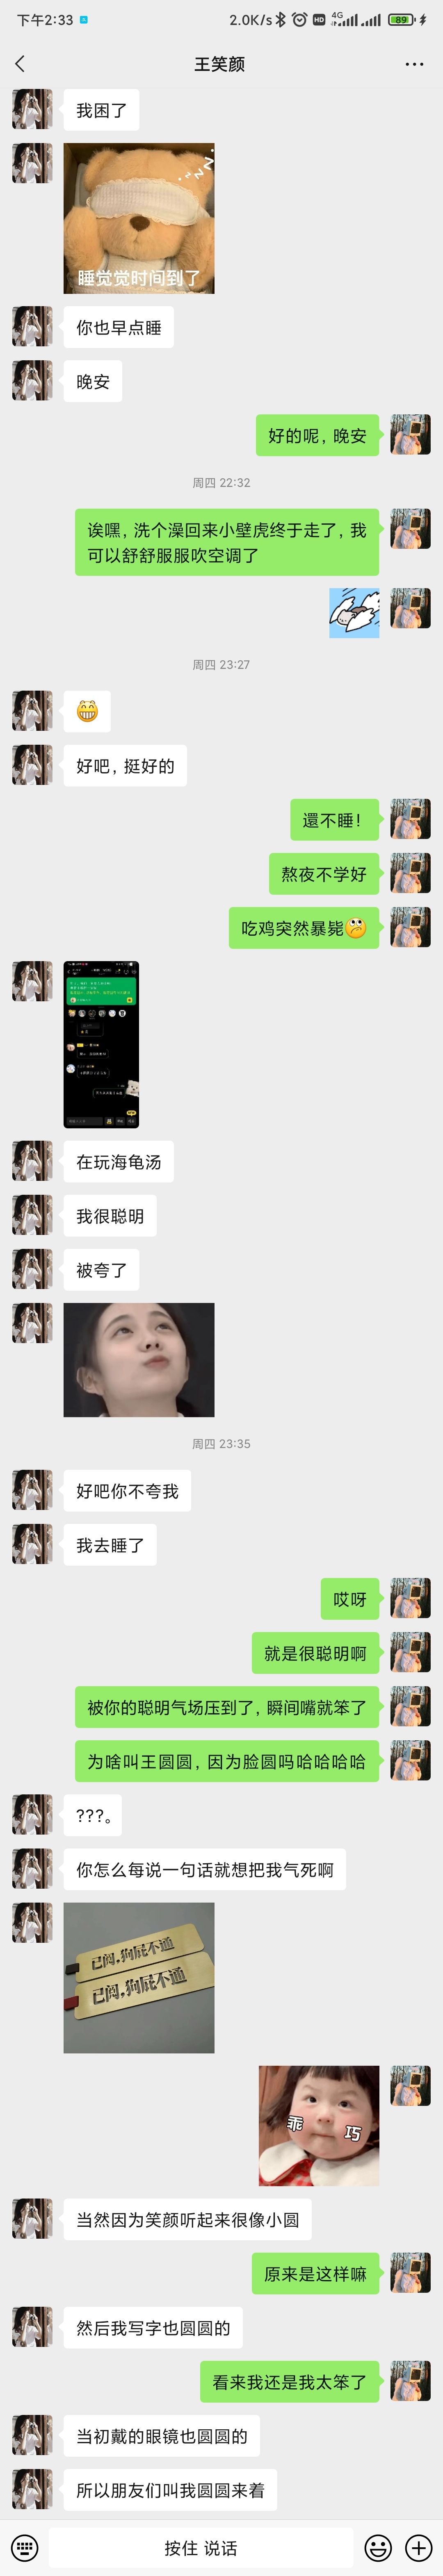 下午2:33
2.0K/s
HD
4G
89
王笑颜
我困了
z z Z Z
睡觉觉时间到了
你也早点睡
晚安
好的呢，晚安
周四 22:32
诶嘿，洗个澡回来小壁虎终于走了，我
可以舒舒服服吹空调了
周四 23:27
好吧，挺好的
還不睡！
熬夜不学好
吃鸡突然暴毙
在玩海龟汤
我很聪明
被夸了
周四 23:35
好吧你不夸我
我去睡了
哎呀
就是很聪明啊
被你的聪明气场压到了，瞬间嘴就笨了
为啥叫王圆圆，因为脸圆吗哈哈哈哈
???。
你怎么每说一句话就想把我气死啊
已阅，狗屁不通
已阅，狗屁不通
乖巧
当然因为笑颜听起来很像小圆
原来是这样嘛
然后我写字也圆圆的
看来我还是我太笨了
当初戴的眼镜也圆圆的
所以朋友们叫我圆圆来着
按住 说话